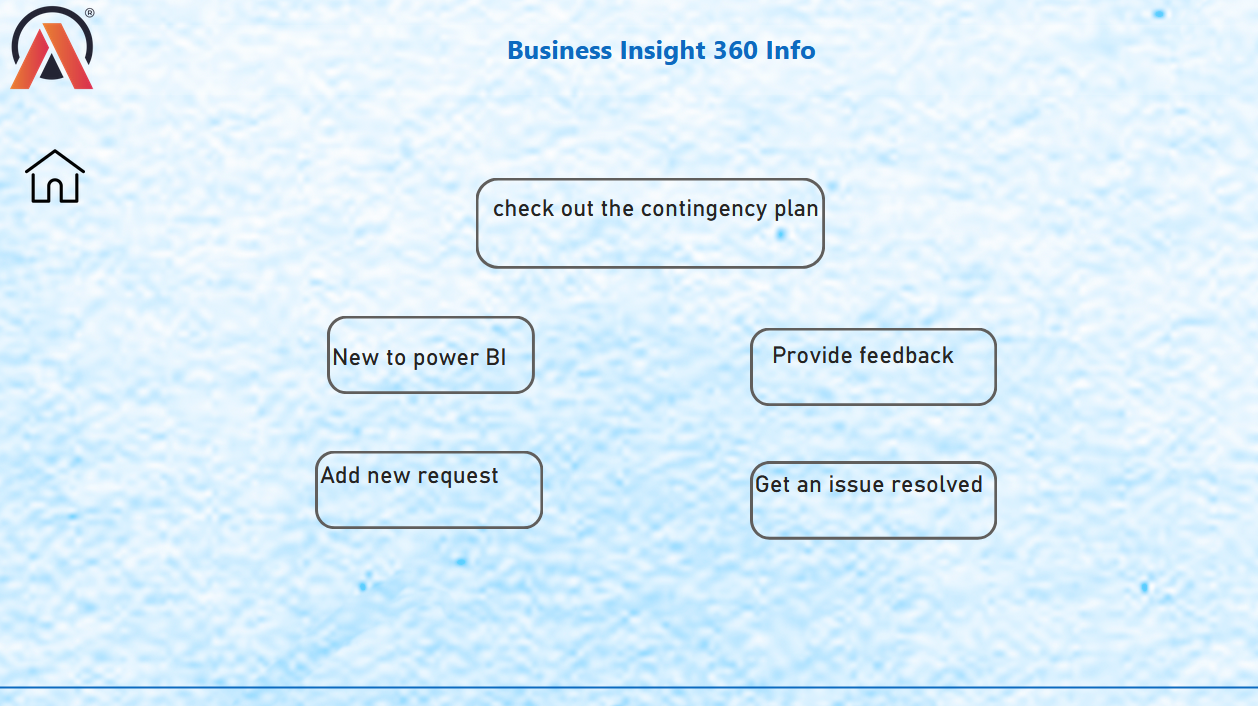 ®
Business Insight 360 Info
check out the contingency plan
New to power BI
Provide feedback
Add new request
Get an issue resolved